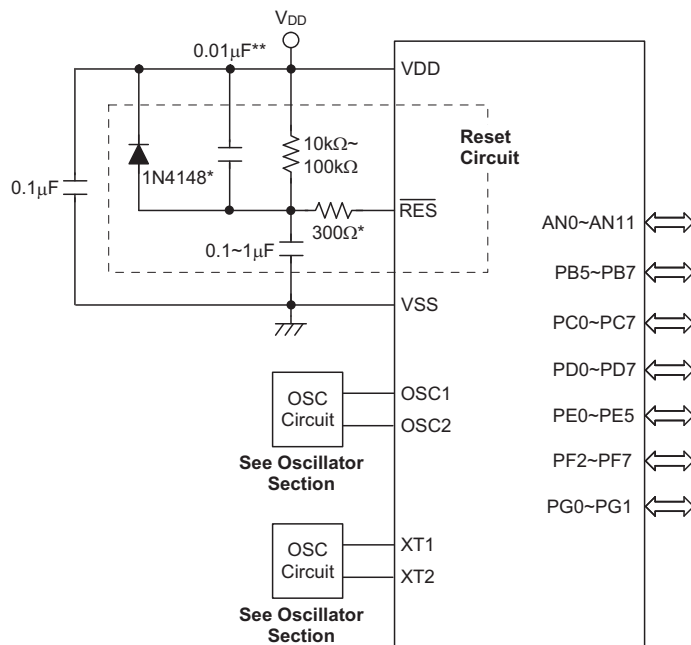 VDD
0.01μF**
VDD
10kΩ~
100kΩ
Reset
Circuit
1N4148*
0.1μF
RES
300Ω*
0.1~1μF
VSS
AN0~AN11
PB5~PB7
PC0~PC7
PD0~PD7
PE0~PE5
PF2~PF7
PG0~PG1
OSC
Circuit
OSC1
OSC2
See Oscillator
Section
OSC
Circuit
XT1
XT2
See Oscillator
Section